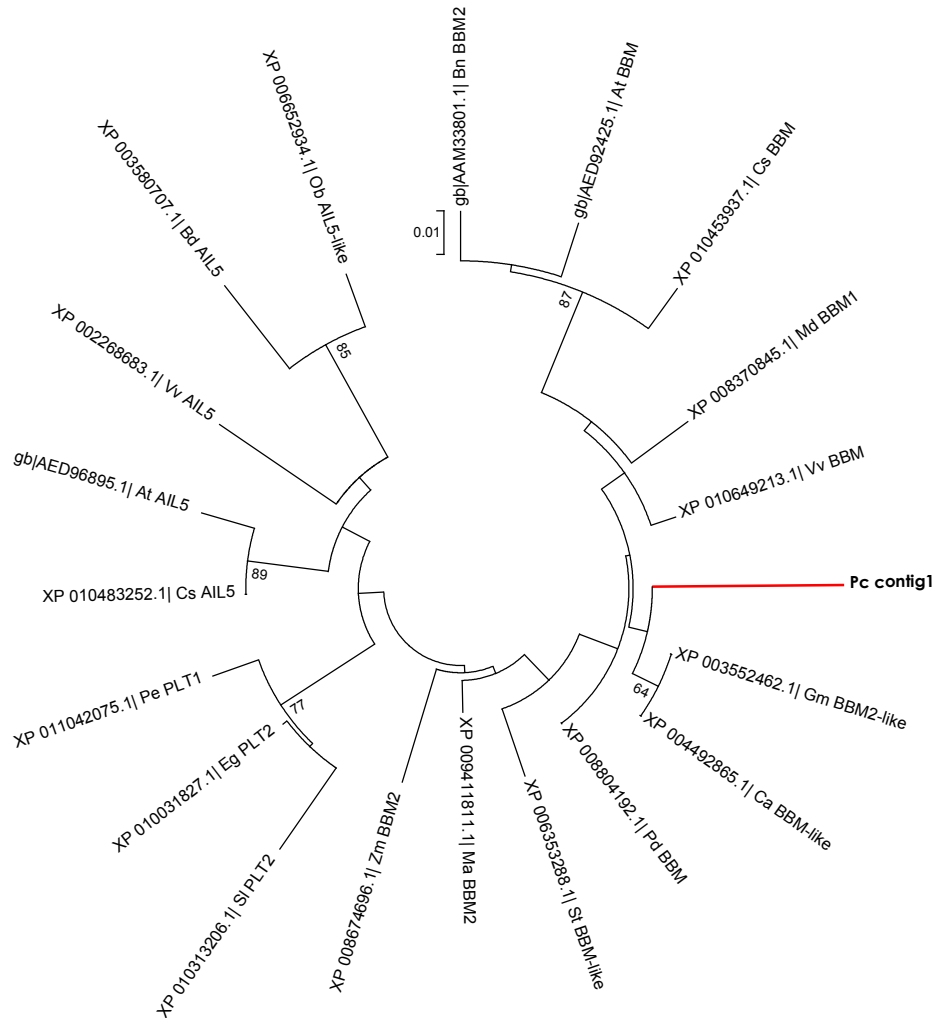 gb|AAM33801.1| Bn BBM2
gb|AED92425.1| At BBM
XP 010453937.1| Cs BBM
XP 008370845.1| Md BBM1
XP 010649213.1| Vv BBM
Pc contig1
XP 003552462.1| Gm BBM2-like
XP 004492865.1| Ca BBM-like
XP 008804192.1| Pd BBM
XP 006353288.1| St BBM-like
XP 009411811.1| Ma BBM2
XP 008674696.1| Zm BBM2
XP 010313206.1| Sl PLT2
XP 010031827.1| Eg PLT2
XP 011042075.1| Pe PLT1
XP 010483252.1| Cs AIL5
gb|AED96895.1| At AIL5
XP 002268683.1| Vv AIL5
XP 003580707.1| Bd AIL5
XP 006652934.1| Ob AIL5-like
0.01
87
64
77
89
85